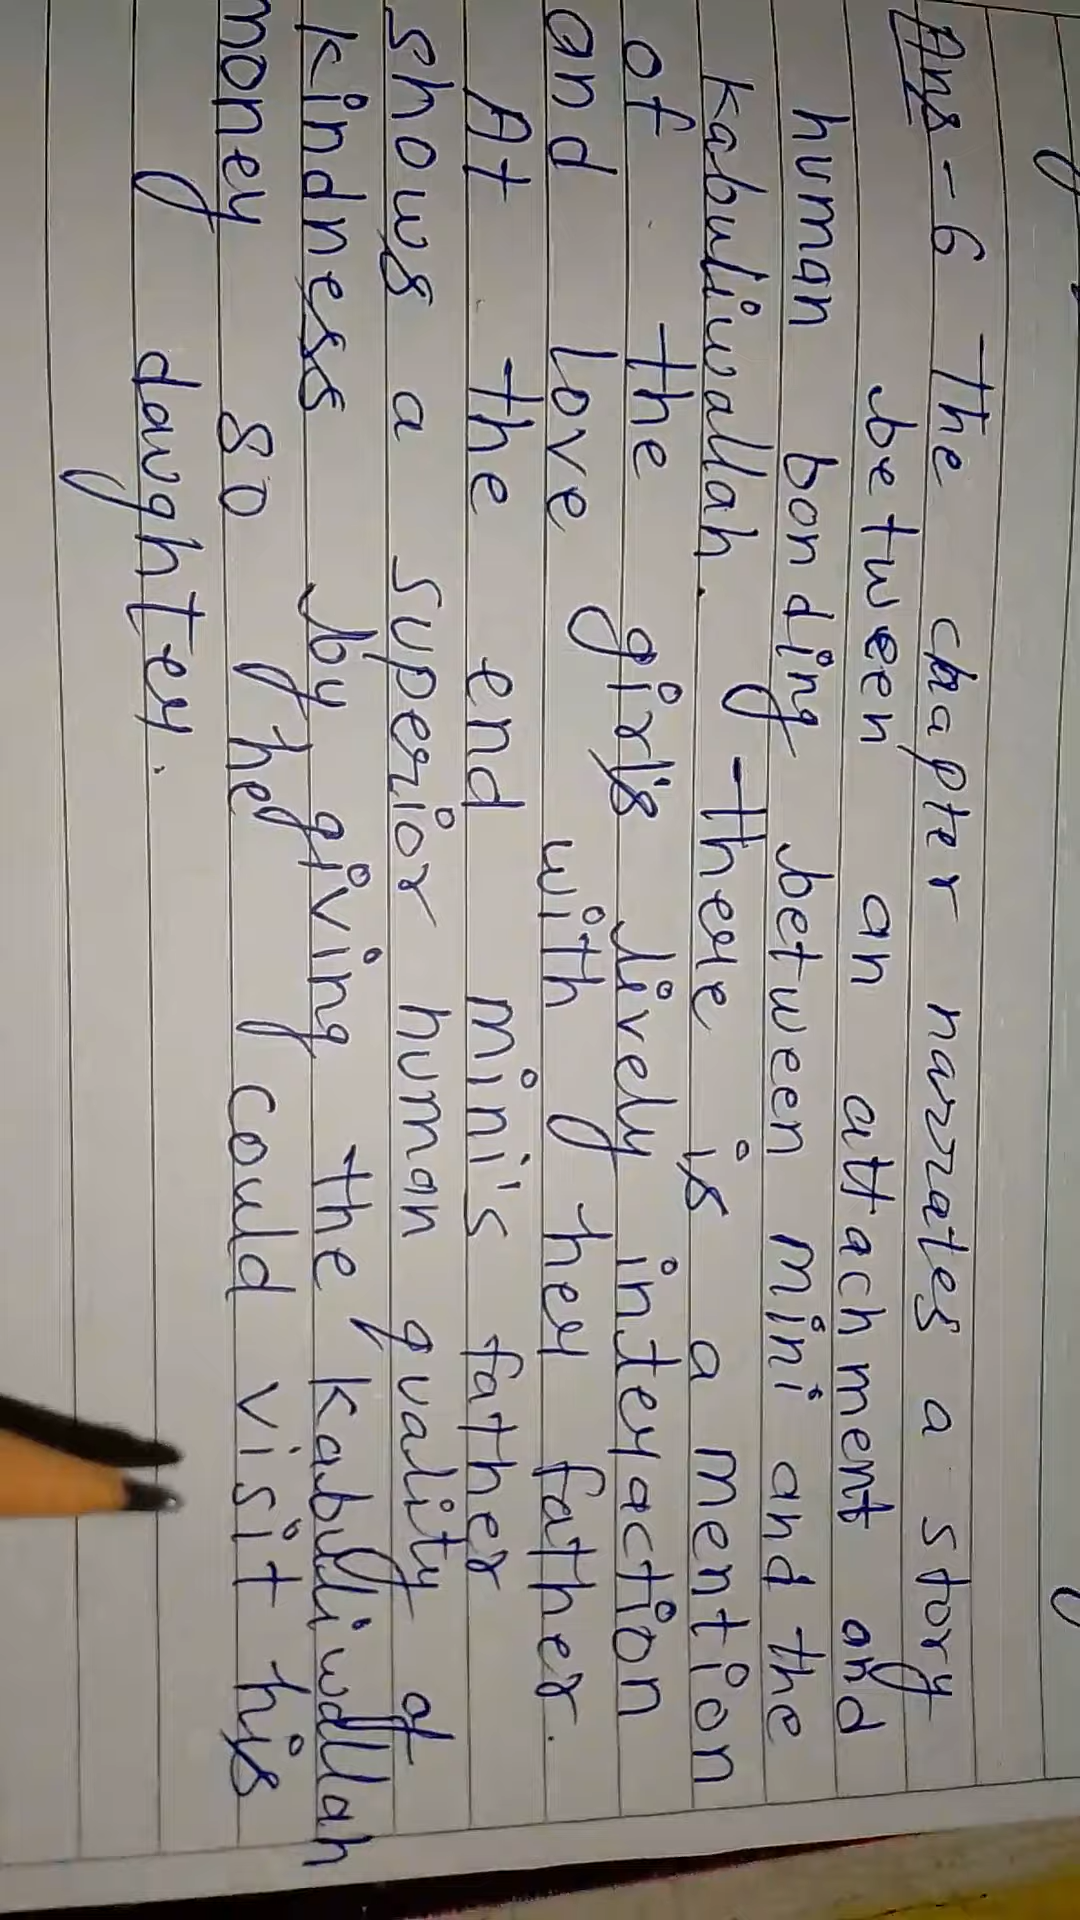 Ans-6 The chapter narrates a story
between an attachment and
human bonding between mini and the
kabuliwallah. There is a mention
of the girl's lively interaction
and love with her father.
At the end mini's father
shows a superior human quality of
kindness by giving the kabuliwallah
money so he could visit his
daughter.